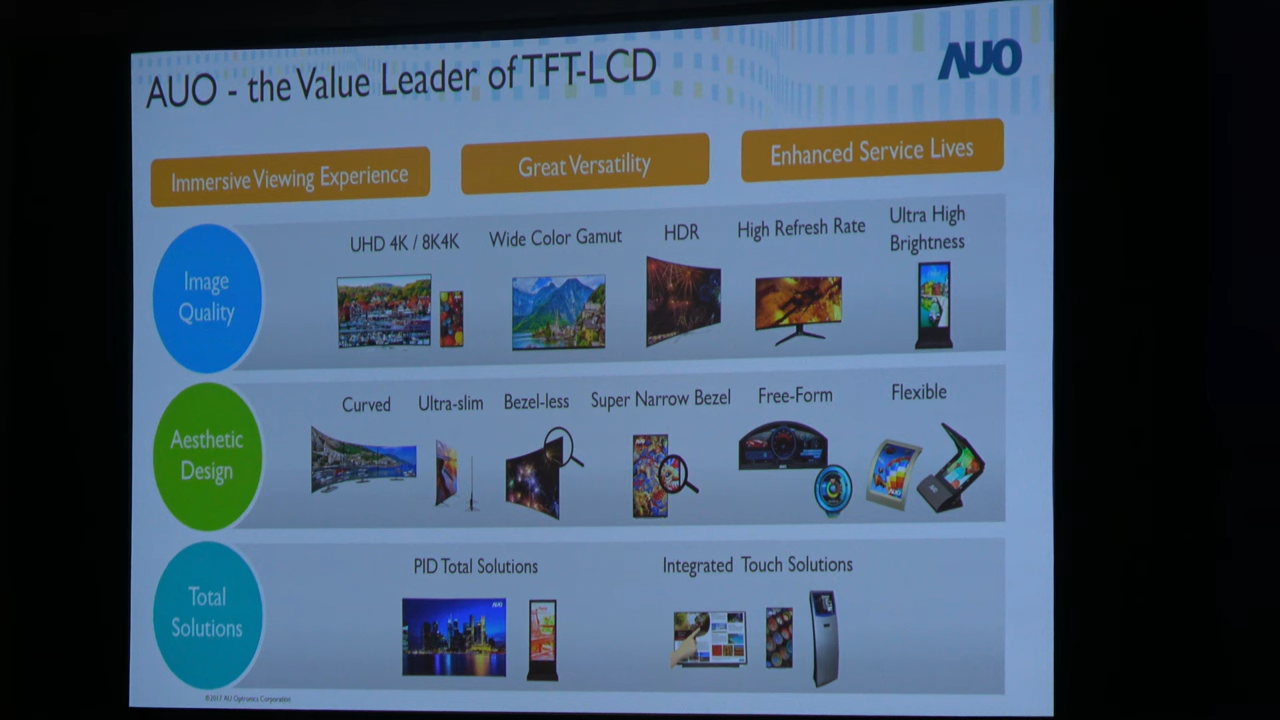 AUO - the Value Leader of TFT-LCD
AUO
Immersive Viewing Experience
Great Versatility
Enhanced Service Lives
Image
Quality
UHD 4K / 8K4K
Wide Color Gamut
HDR
High Refresh Rate
Ultra High
Brightness
Aesthetic
Design
Curved
Ultra-slim
Bezel-less
Super Narrow Bezel
Free-Form
Flexible
AUO
Total
Solutions
PID Total Solutions
Integrated Touch Solutions
AUO
©2017 AU Optronics Corporation